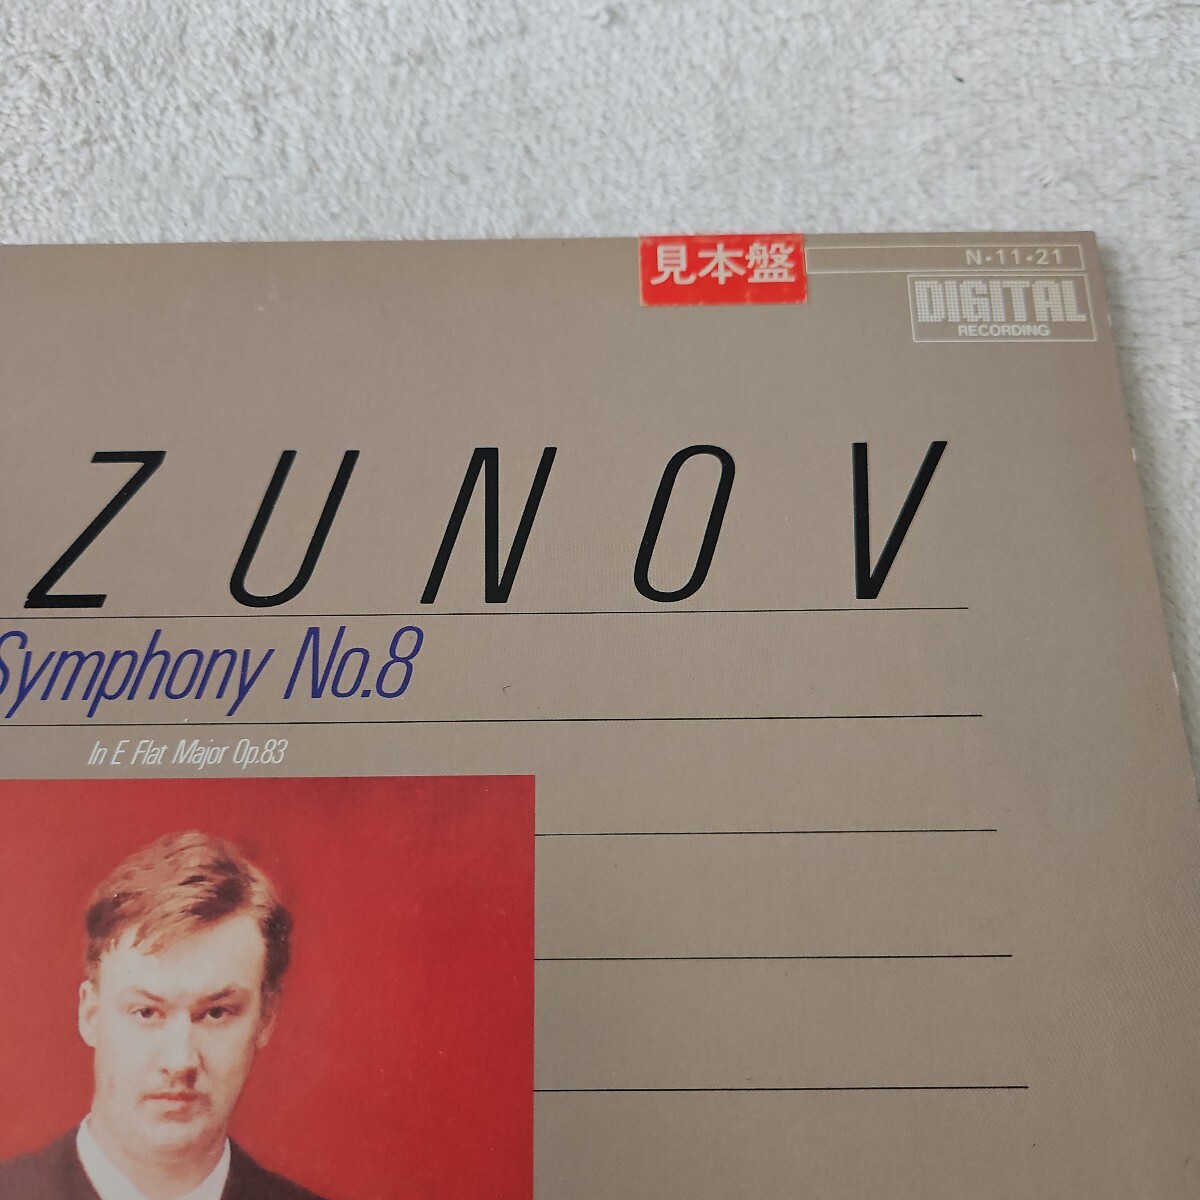 見本盤
N·11·21
DIGITAL
RECORDING
ZUNOV
Symphony No.8
In E Flat Major Op.83